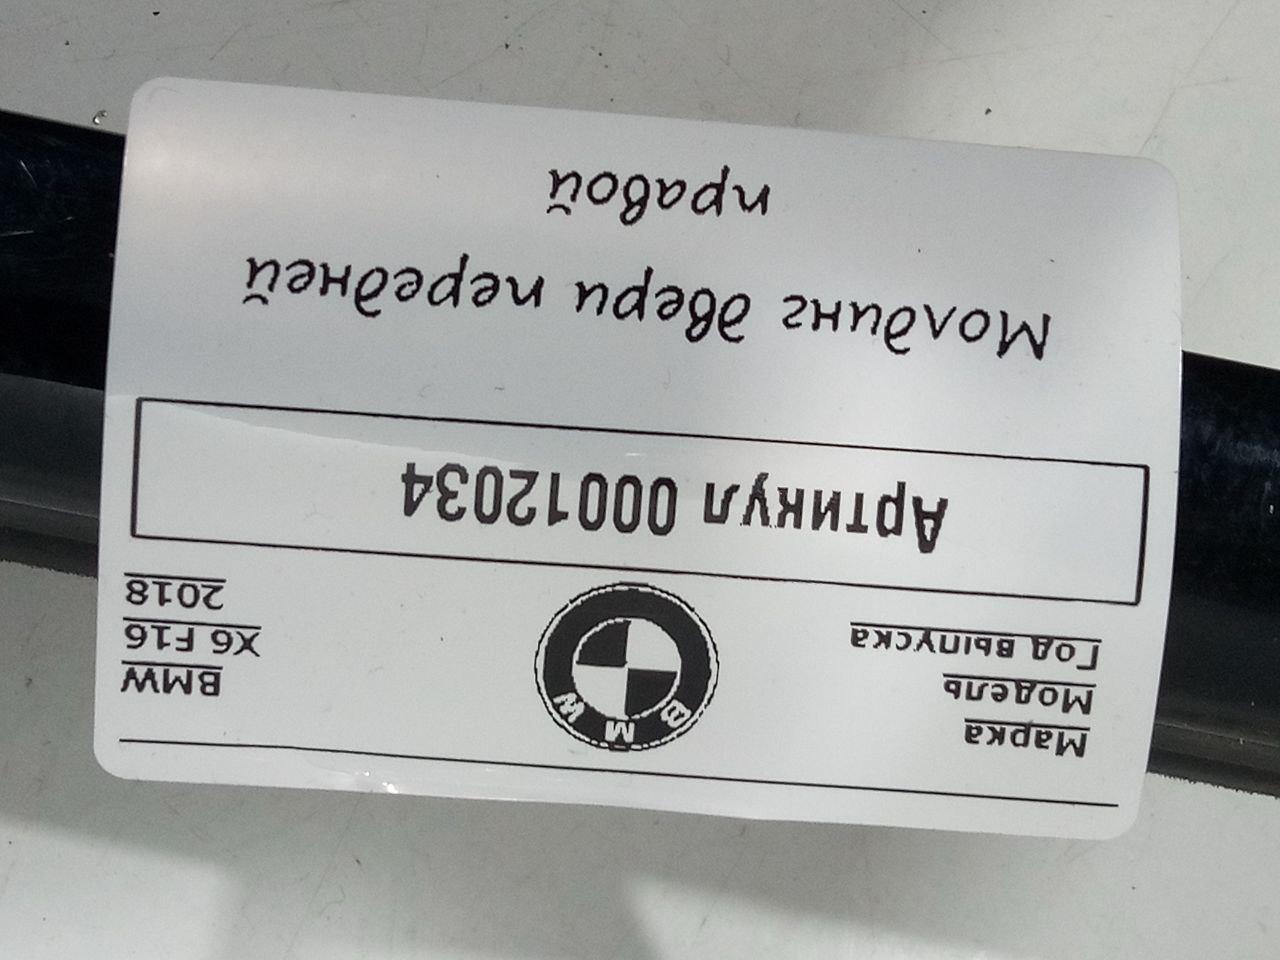 Марка BMW
Модель X6 F16
Год выпуска 2018
B M W
Артикул 00012034
Молдинг двери передней
правой